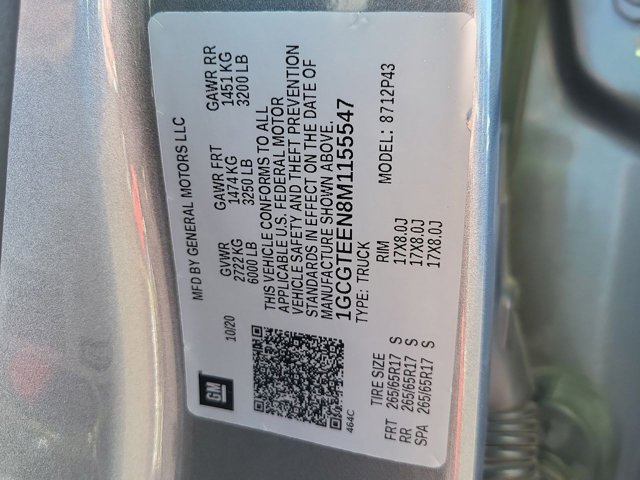 GM
MFD BY GENERAL MOTORS LLC
10/20
GVWR GAWR FRT GAWR RR
2722 KG 1474 KG 1451 KG
6000 LB 3250 LB 3200 LB
THIS VEHICLE CONFORMS TO ALL
APPLICABLE U.S. FEDERAL MOTOR
VEHICLE SAFETY AND THEFT PREVENTION
STANDARDS IN EFFECT ON THE DATE OF
MANUFACTURE SHOWN ABOVE.
1GCGTEEN8M1155547
464C
TYPE: TRUCK MODEL: 8712P43
TIRE SIZE RIM
FRT 265/65R17 S 17X8.0J
RR 265/65R17 S 17X8.0J
SPA 265/65R17 S 17X8.0J